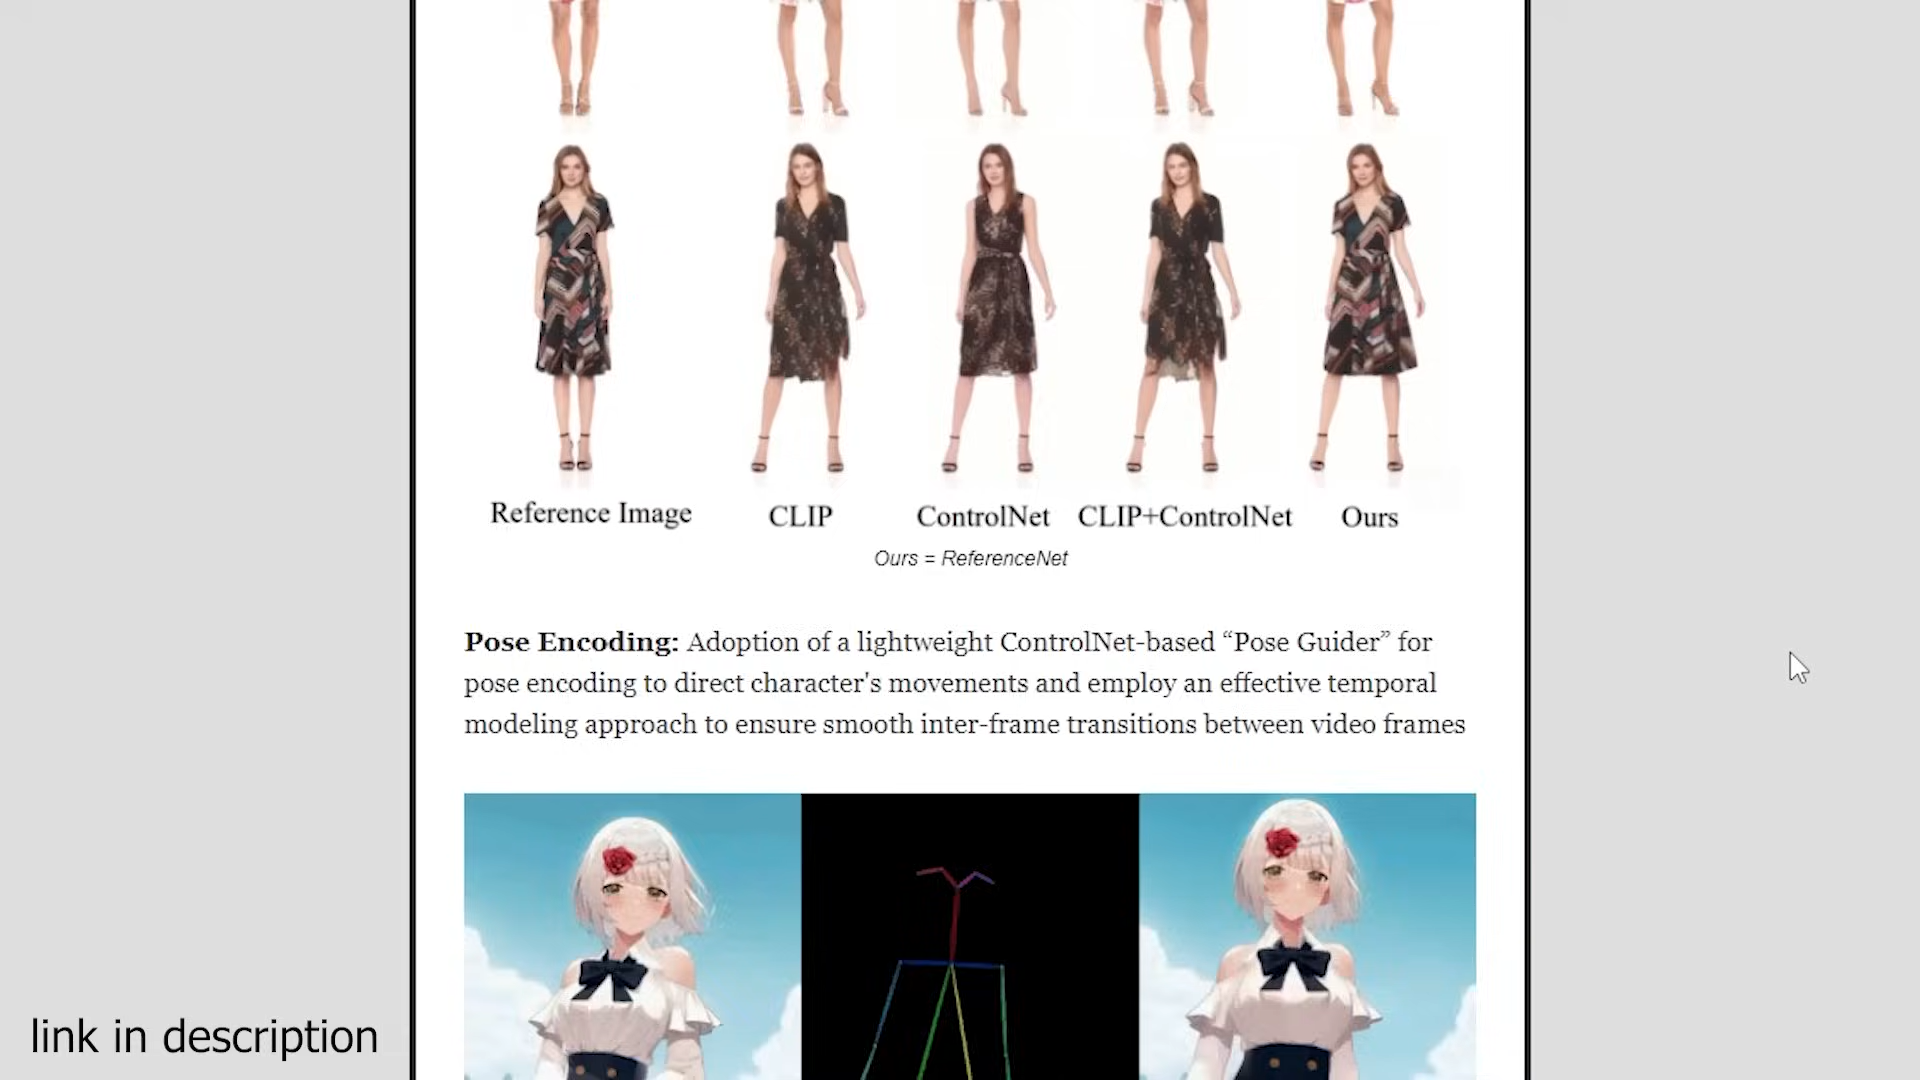 Reference Image CLIP ControlNet CLIP+ControlNet Ours
Ours = ReferenceNet
Pose Encoding: Adoption of a lightweight ControlNet-based “Pose Guider” for
pose encoding to direct character's movements and employ an effective temporal
modeling approach to ensure smooth inter-frame transitions between video frames
link in description